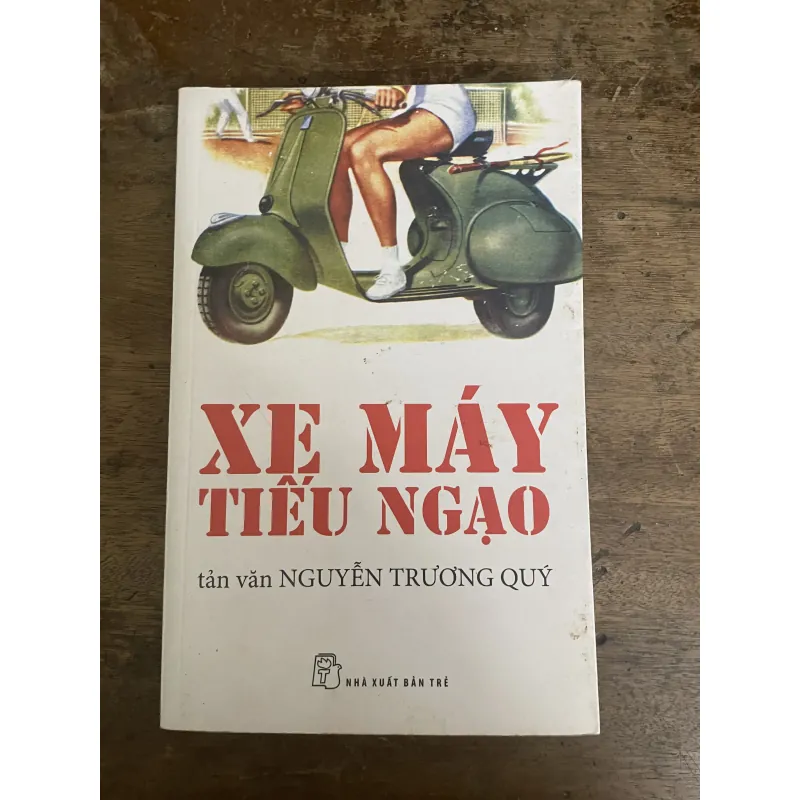 XE MÁY
TIẾU NGẠO
tản văn NGUYỄN TRƯƠNG QUÝ
T
NHÀ XUẤT BẢN TRẺ